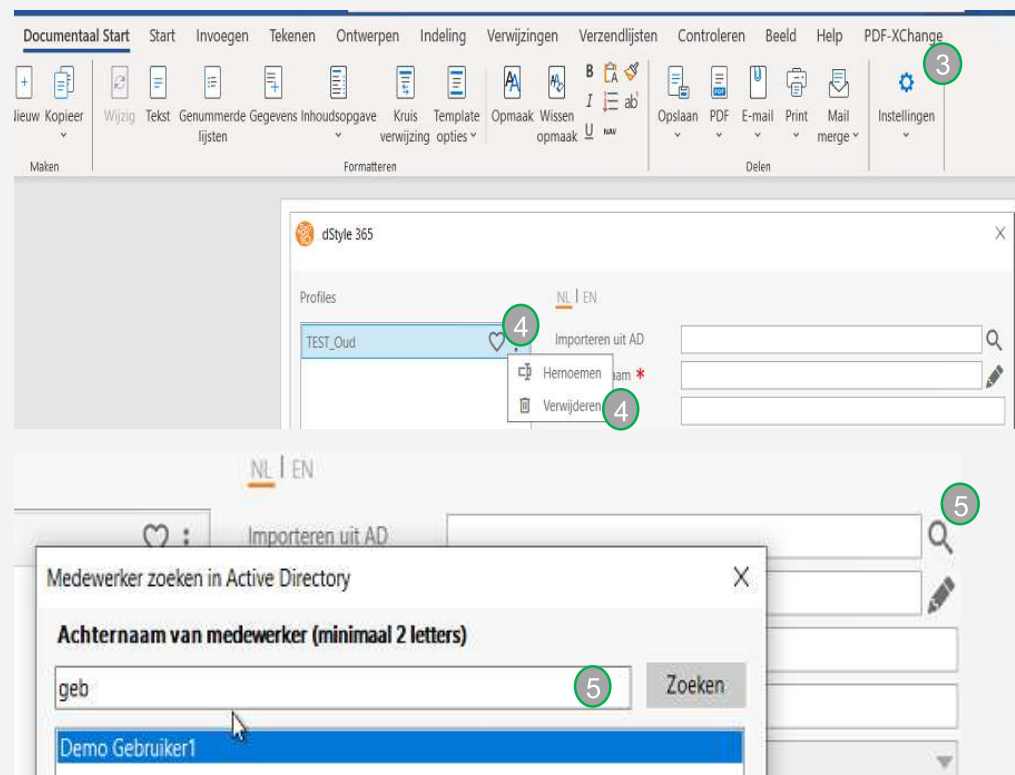 Documentaal Start Start Invoegen Tekenen Ontwerpen Indeling Verwijzingen Verzendlijsten Controleren Beeld Help PDF-XChange
3
B
I ab
U NAV
Kopieer Wijzig Tekst Genummerde lijsten Gegevens Inhoudsopgave Kruis verwijzing Template opties Opmaak Wissen opmaak Opslaan PDF E-mail Print Mail merge Instellingen
Maken Formatteren Delen
dStyle 365
Profiles NL | EN
TEST_Oud 4 Importeren uit AD
Hernoemen
Verwijderen 4
NL | EN
5
Importeren uit AD
Medewerker zoeken in Active Directory
Achternaam van medewerker (minimaal 2 letters)
geb 5 Zoeken
Demo Gebruiker1